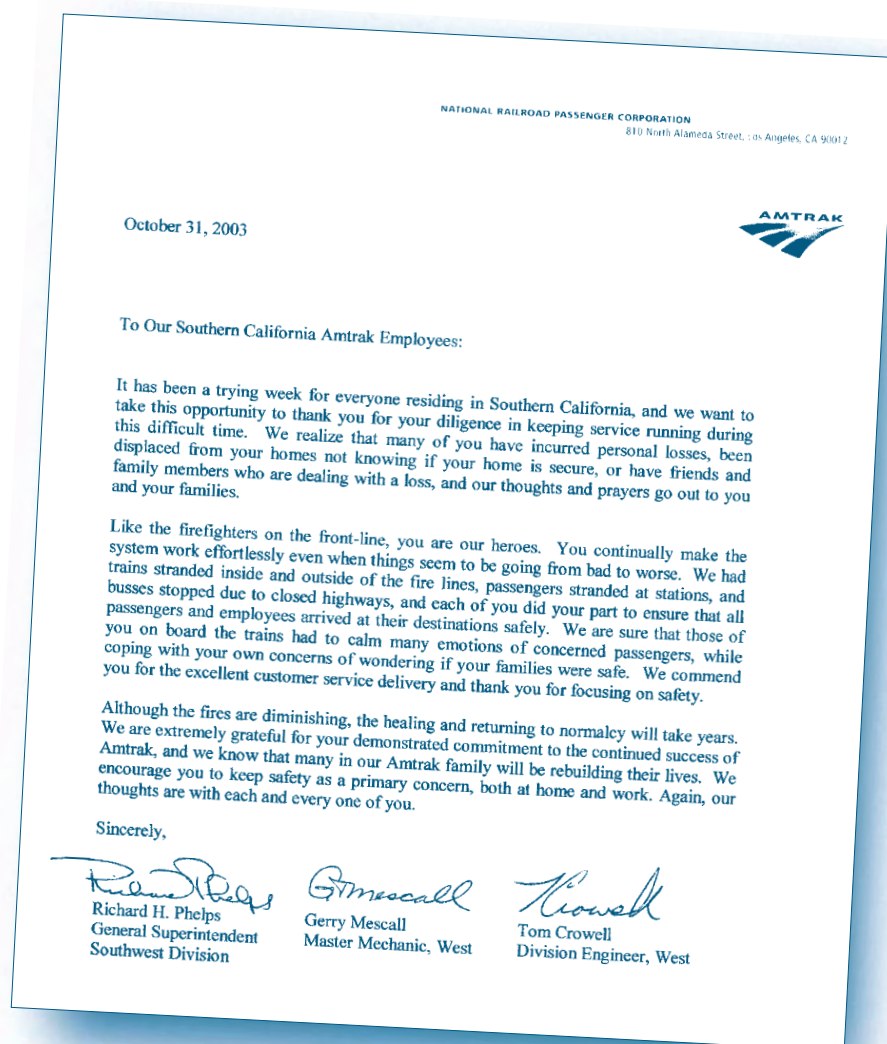 NATIONAL RAILROAD PASSENGER CORPORATION
810 North Alameda Street, Los Angeles, CA 90012
AMTRAK
October 31, 2003
To Our Southern California Amtrak Employees:
It has been a trying week for everyone residing in Southern California, and we want to
take this opportunity to thank you for your diligence in keeping service running during
this difficult time. We realize that many of you have incurred personal losses, been
displaced from your homes not knowing if your home is secure, or have friends and
family members who are dealing with a loss, and our thoughts and prayers go out to you
and your families.
Like the firefighters on the front-line, you are our heroes. You continually make the
system work effortlessly even when things seem to be going from bad to worse. We had
trains stranded inside and outside of the fire lines, passengers stranded at stations, and
busses stopped due to closed highways, and each of you did your part to ensure that all
passengers and employees arrived at their destinations safely. We are sure that those of
you on board the trains had to calm many emotions of concerned passengers, while
coping with your own concerns of wondering if your families were safe. We commend
you for the excellent customer service delivery and thank you for focusing on safety.
Although the fires are diminishing, the healing and returning to normalcy will take years.
We are extremely grateful for your demonstrated commitment to the continued success of
Amtrak, and we know that many in our Amtrak family will be rebuilding their lives. We
encourage you to keep safety as a primary concern, both at home and work. Again, our
thoughts are with each and every one of you.
Sincerely,
Richard H Phelps GTMescall TCrowell
Richard H. Phelps Gerry Mescall Tom Crowell
General Superintendent Master Mechanic, West Division Engineer, West
Southwest Division